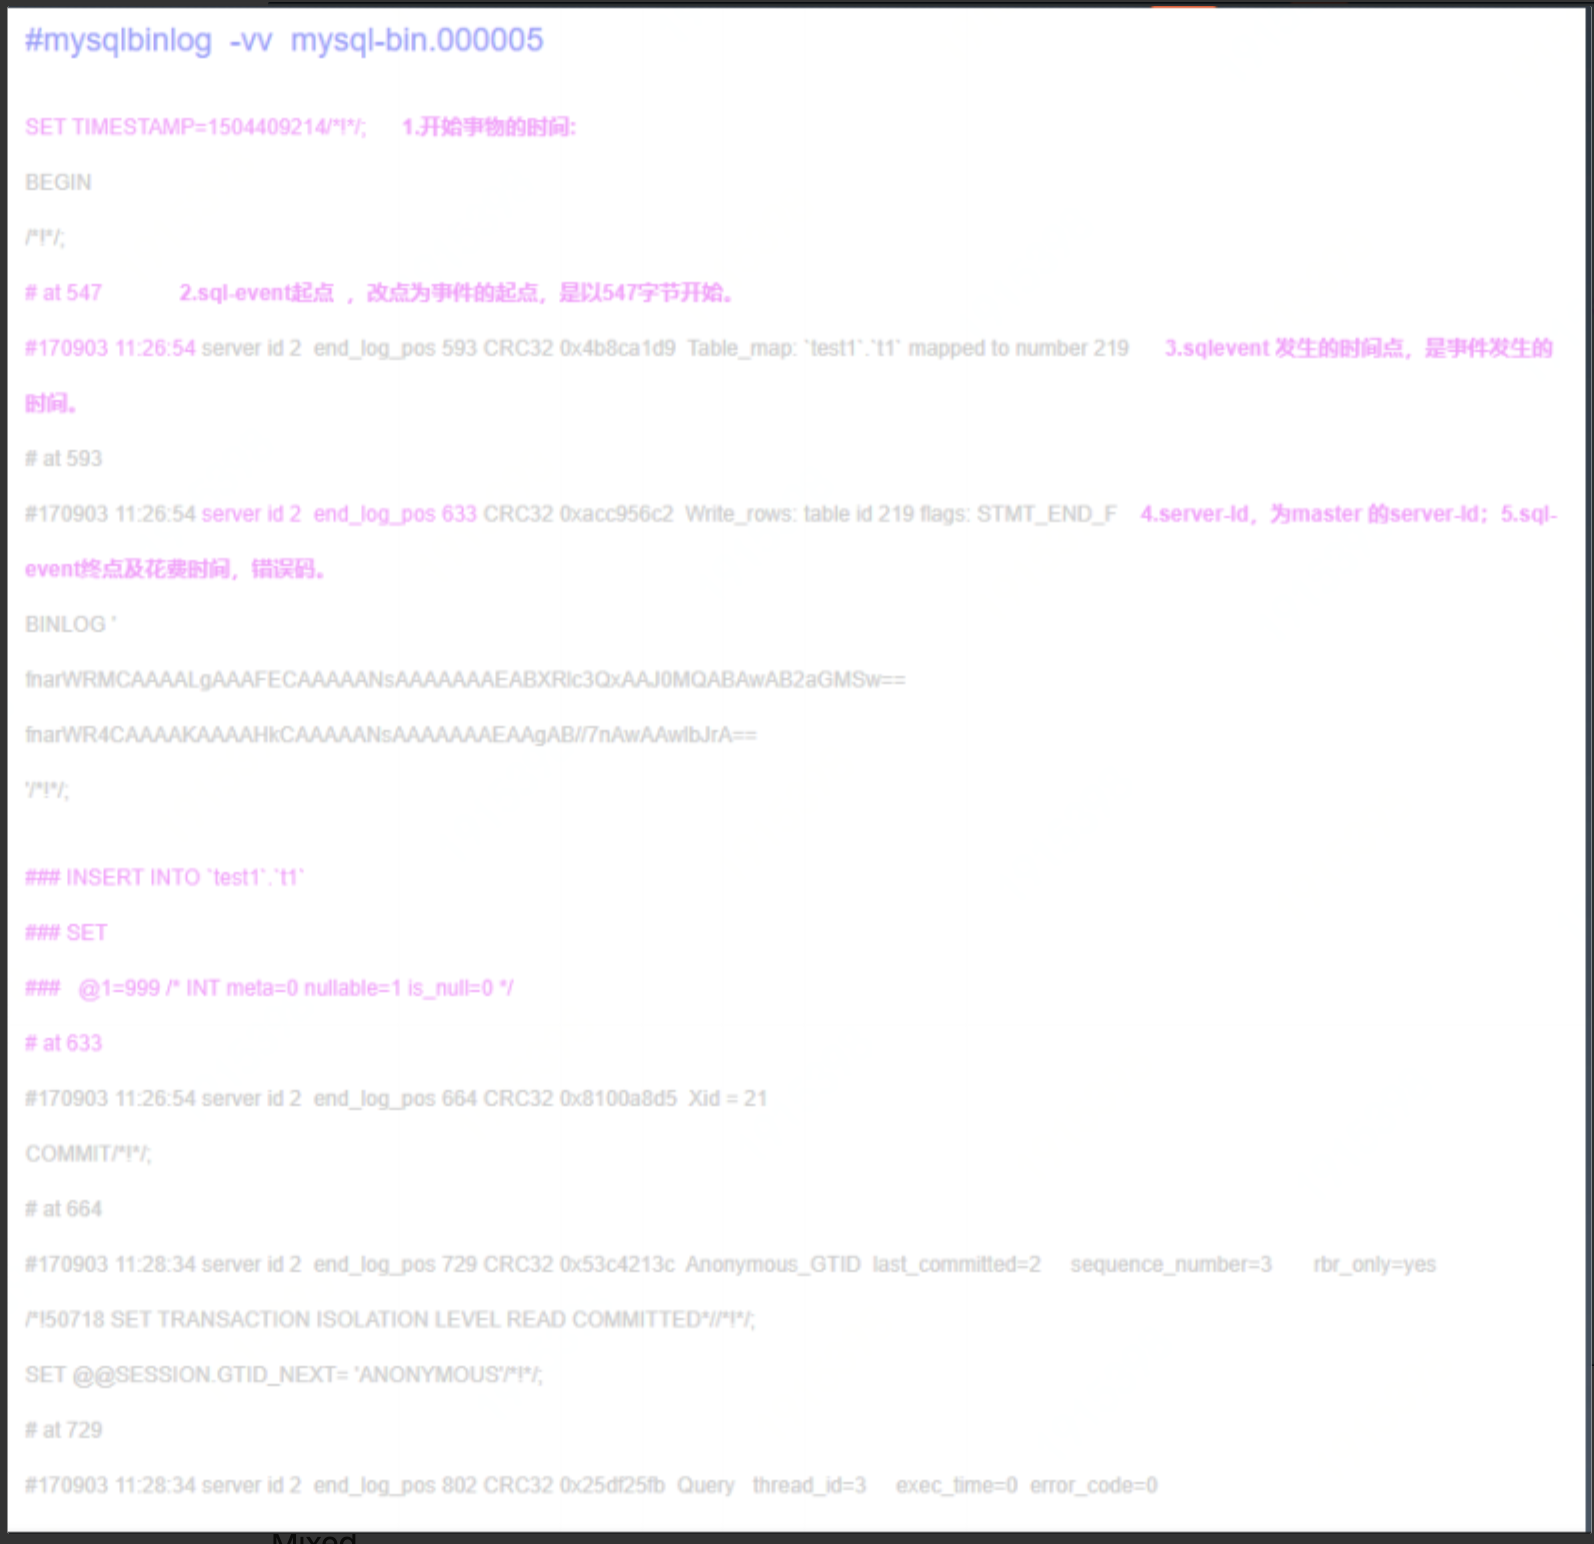 #mysqlbinlog  -vv  mysql-bin.000005
SET TIMESTAMP=1504409214/*!*/;      1.开始事物的时间:
BEGIN
/*!*/;
# at 547             2.sql-event起点 ，改点为事件的起点，是以547字节开始。
#170903 11:26:54 server id 2  end_log_pos 593 CRC32 0x4b8ca1d9  Table_map: `test1`.`t1` mapped to number 219      3.sqlevent 发生的时间点，是事件发生的
时间。
# at 593
#170903 11:26:54 server id 2  end_log_pos 633 CRC32 0xacc956c2  Write_rows: table id 219 flags: STMT_END_F    4.server-Id，为master 的server-Id；5.sql-
event终点及花费时间，错误码。
BINLOG '
fnarWRMCAAAALgAAAFECAAAAANsAAAAAAAEABXRlc3QxAAJ0MQABAwAB2aGMSw==
fnarWR4CAAAAKAAAAHkCAAAAANsAAAAAAAEAAgAB//7nAwAAwlbJrA==
'/*!*/;
### INSERT INTO `test1`.`t1`
### SET
###   @1=999 /* INT meta=0 nullable=1 is_null=0 */
# at 633
#170903 11:26:54 server id 2  end_log_pos 664 CRC32 0x8100a8d5  Xid = 21
COMMIT/*!*/;
# at 664
#170903 11:28:34 server id 2  end_log_pos 729 CRC32 0x53c4213c  Anonymous_GTID  last_committed=2     sequence_number=3       rbr_only=yes
/*!50718 SET TRANSACTION ISOLATION LEVEL READ COMMITTED*//*!*/;
SET @@SESSION.GTID_NEXT= 'ANONYMOUS'/*!*/;
# at 729
#170903 11:28:34 server id 2  end_log_pos 802 CRC32 0x25df25fb  Query   thread_id=3     exec_time=0  error_code=0
Mixed